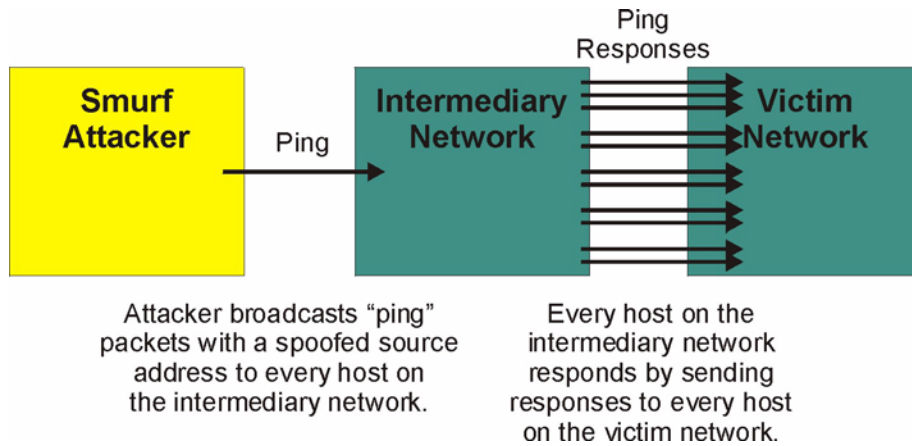 Ping
Responses
Smurf
Attacker
Ping
Intermediary
Network
Victim
Network
Attacker broadcasts “ping”
packets with a spoofed source
address to every host on
the intermediary network.
Every host on the
intermediary network
responds by sending
responses to every host
on the victim network.